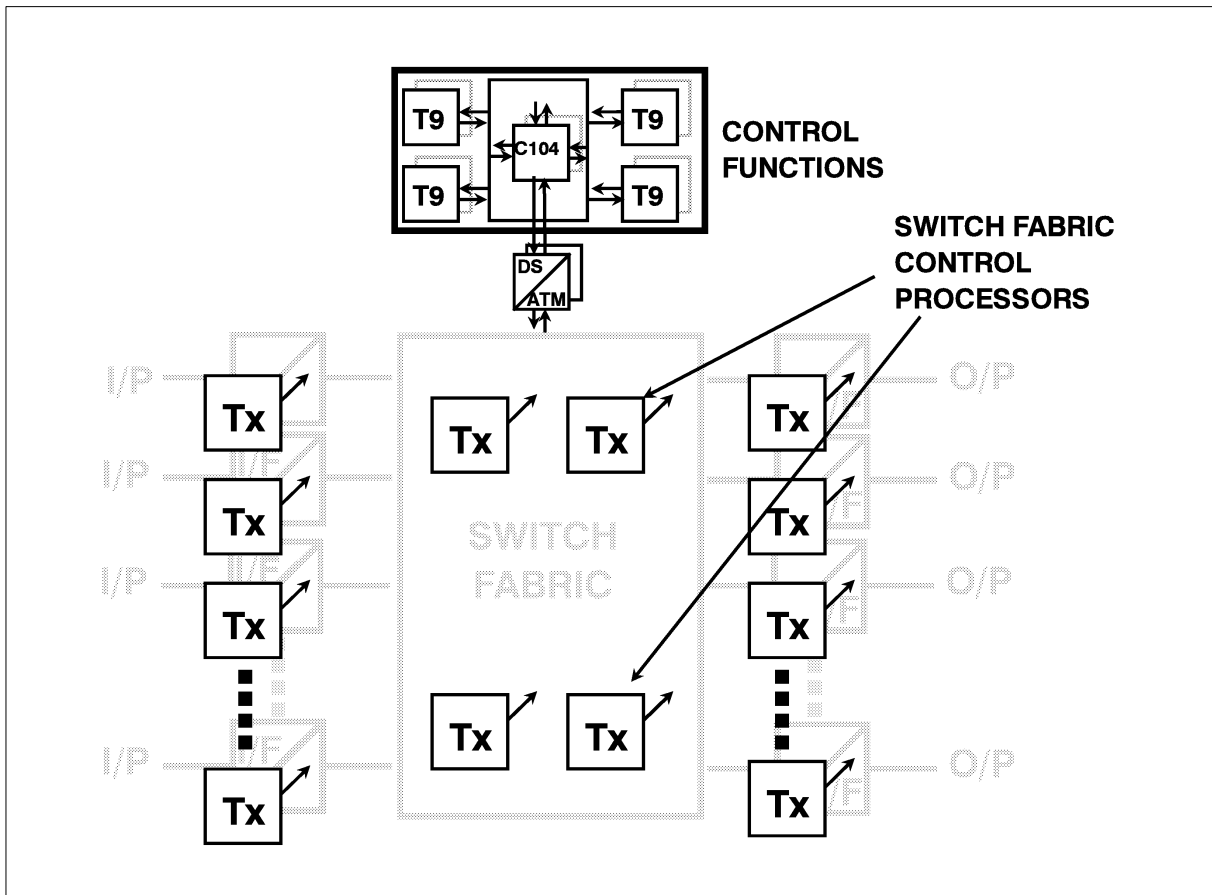 T9
T9
C104
T9
T9
CONTROL
FUNCTIONS
DS
ATM
SWITCH FABRIC
CONTROL
PROCESSORS
I/P
Tx
Tx
Tx
Tx
O/P
I/P
I/F
Tx
Tx
/F
O/P
I/P
I/F
Tx
SWITCH
FABRIC
Tx
/F
O/P
Tx
Tx
I/P
I/F
Tx
Tx
/F
O/P